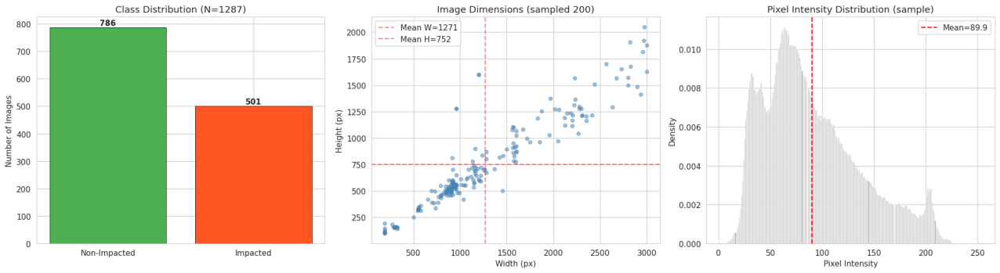 Class Distribution (N=1287)
Number of Images
800
700
600
500
400
300
200
100
0
786
501
Non-Impacted
Impacted
Image Dimensions (sampled 200)
Mean W=1271
Mean H=752
Height (px)
2000
1750
1500
1250
1000
750
500
250
500
1000
1500
2000
2500
3000
Width (px)
Pixel Intensity Distribution (sample)
Mean=89.9
Density
0.010
0.008
0.006
0.004
0.002
0.000
0
50
100
150
200
250
Pixel Intensity